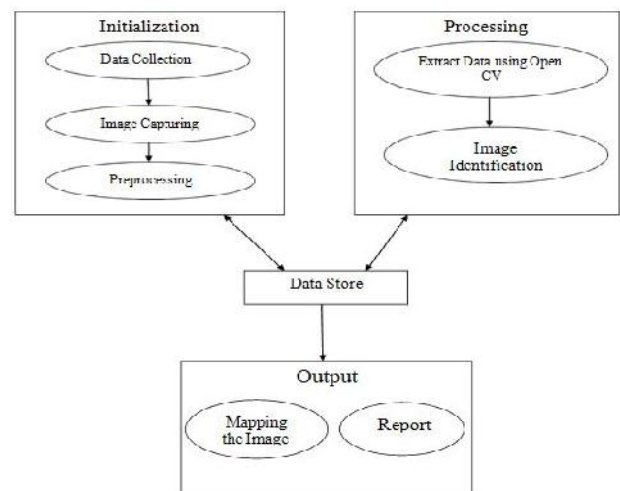 Initialization
Data Collection
Image Capturing
Preprocessing
Processing
Extract Data using Open
CV
Image
Identification
Data Store
Output
Mapping
the Image
Report